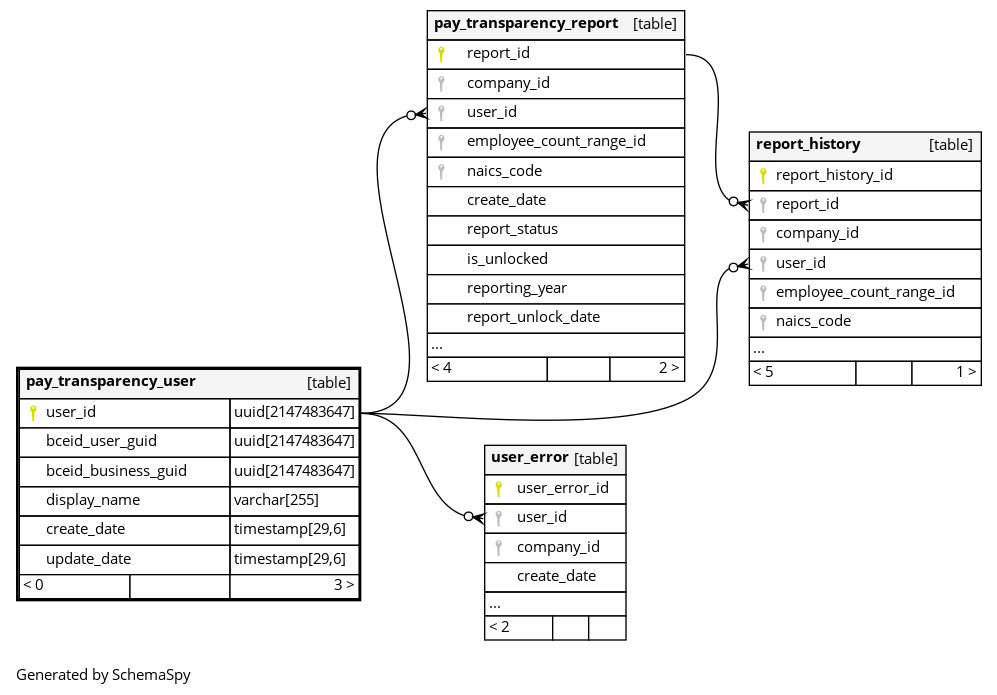 pay_transparency_report [table]
report_id
company_id
user_id
employee_count_range_id
naics_code
create_date
report_status
is_unlocked
reporting_year
report_unlock_date
...
< 4 2 >
report_history [table]
report_history_id
report_id
company_id
user_id
employee_count_range_id
naics_code
...
< 5 1 >
pay_transparency_user [table]
user_id uuid[2147483647]
bceid_user_guid uuid[2147483647]
bceid_business_guid uuid[2147483647]
display_name varchar[255]
create_date timestamp[29,6]
update_date timestamp[29,6]
< 0 3 >
user_error [table]
user_error_id
user_id
company_id
create_date
...
< 2
Generated by SchemaSpy